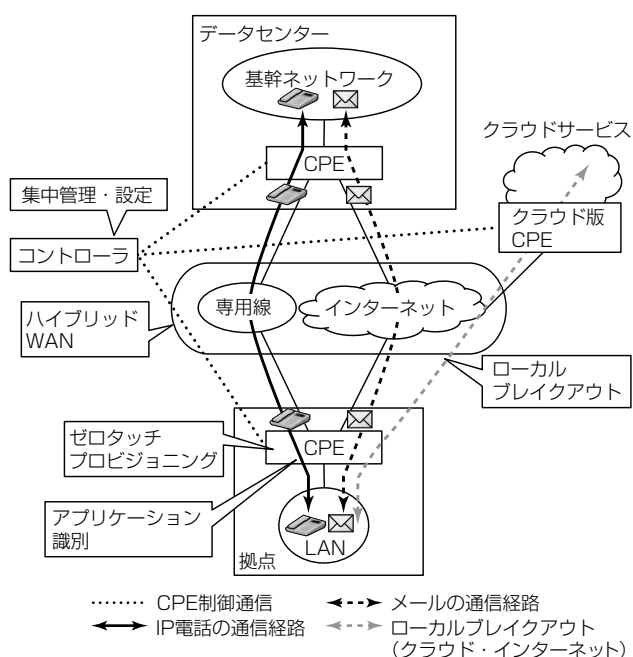 データセンター
基幹ネットワーク
CPE
クラウドサービス
クラウド版
CPE
集中管理・設定
コントローラ
専用線
インターネット
ハイブリッド
WAN
ローカル
ブレイクアウト
ゼロタッチ
プロビジョニング
CPE
アプリケーション
識別
LAN
拠点
CPE制御通信
メールの通信経路
IP電話の通信経路
ローカルブレイクアウト
(クラウド・インターネット)